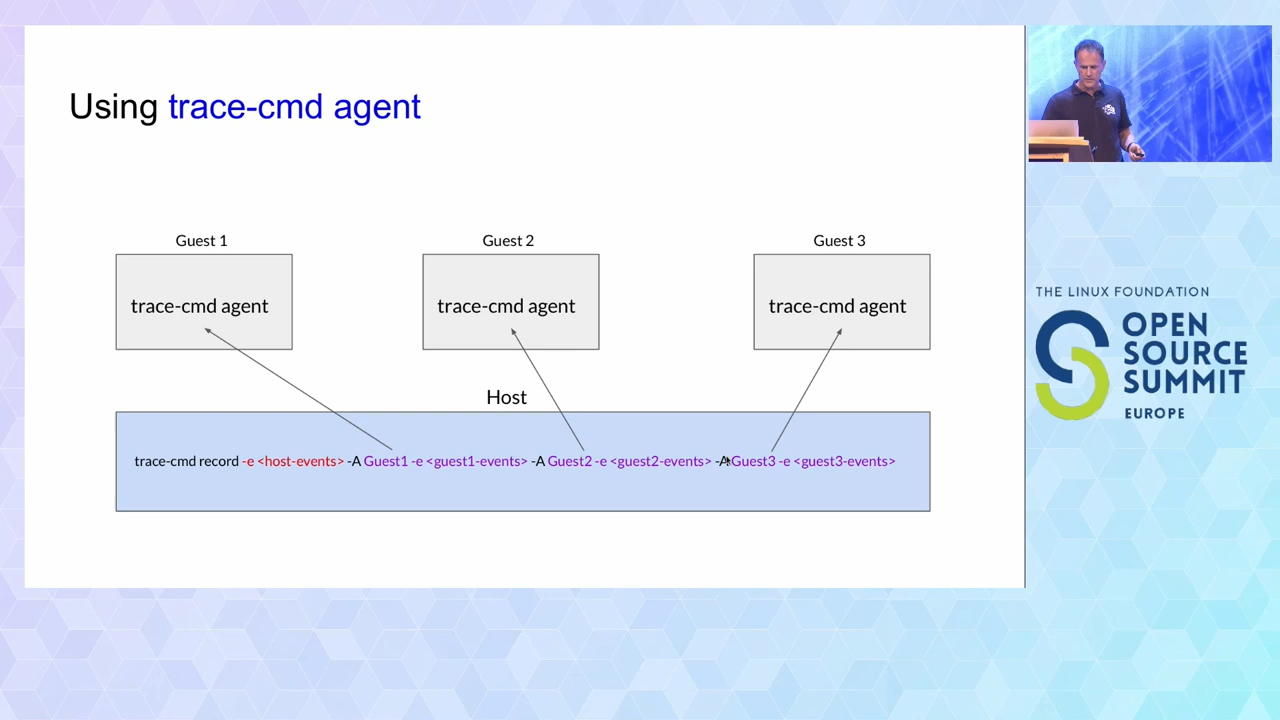 Using trace-cmd agent
Guest 1
Guest 2
Guest 3
trace-cmd agent
trace-cmd agent
trace-cmd agent
Host
trace-cmd record -e <host-events> -A Guest1 -e <guest1-events> -A Guest2 -e <guest2-events> -A Guest3 -e <guest3-events>
THE LINUX FOUNDATION
OPEN
SOURCE
SUMMIT
EUROPE